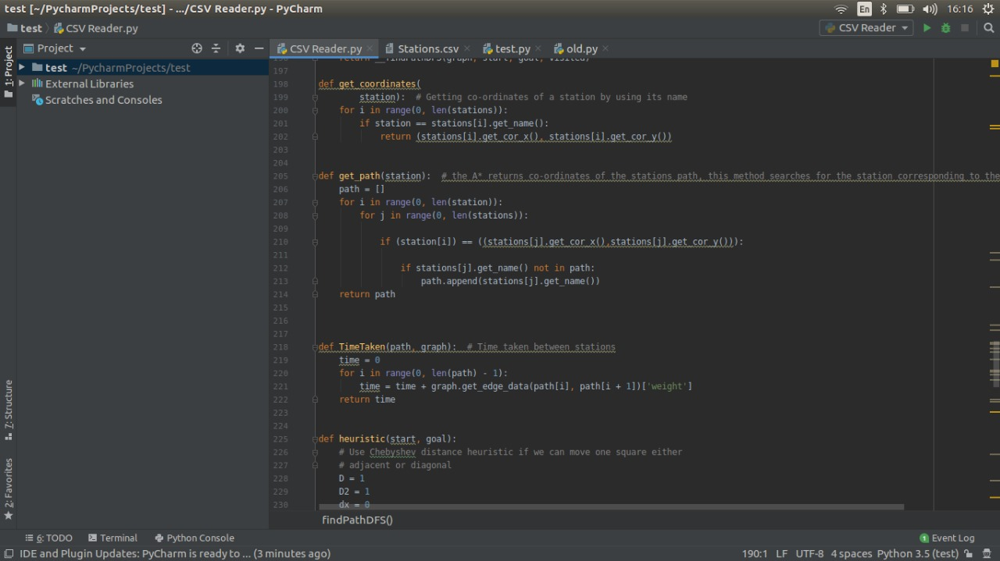 test [~/PycharmProjects/test] - .../CSV Reader.py - PyCharm
En
16:16
test
CSV Reader.py
CSV Reader
1: Project
Project
CSV Reader.py
Stations.csv
test.py
old.py
test ~/PycharmProjects/test
External Libraries
Scratches and Consoles
196 return __findPathDFS(graph, start, goal, visited)
197
198 def get_coordinates(
199 station): # Getting co-ordinates of a station by using its name
200 for i in range(0, len(stations)):
201 if station == stations[i].get_name():
202 return (stations[i].get_cor_x(), stations[i].get_cor_y())
203
204
205 def get_path(station): # the A* returns co-ordinates of the stations path, this method searches for the station corresponding to the
206 path = []
207 for i in range(0, len(station)):
208 for j in range(0, len(stations)):
209
210 if (station[i]) == ((stations[j].get_cor_x(),stations[j].get_cor_y())):
211
212 if stations[j].get_name() not in path:
213 path.append(stations[j].get_name())
214 return path
215
216
217
218 def TimeTaken(path, graph): # Time taken between stations
219 time = 0
220 for i in range(0, len(path) - 1):
221 time = time + graph.get_edge_data(path[i], path[i + 1])['weight']
222 return time
223
224
225 def heuristic(start, goal):
226 # Use Chebyshev distance heuristic if we can move one square either
227 # adjacent or diagonal
228 D = 1
229 D2 = 1
230 dx = 0
findPathDFS()
7: Structure
2: Favorites
6: TODO
Terminal
Python Console
1 Event Log
IDE and Plugin Updates: PyCharm is ready to ... (3 minutes ago)
190:1 LF UTF-8 4 spaces Python 3.5 (test)